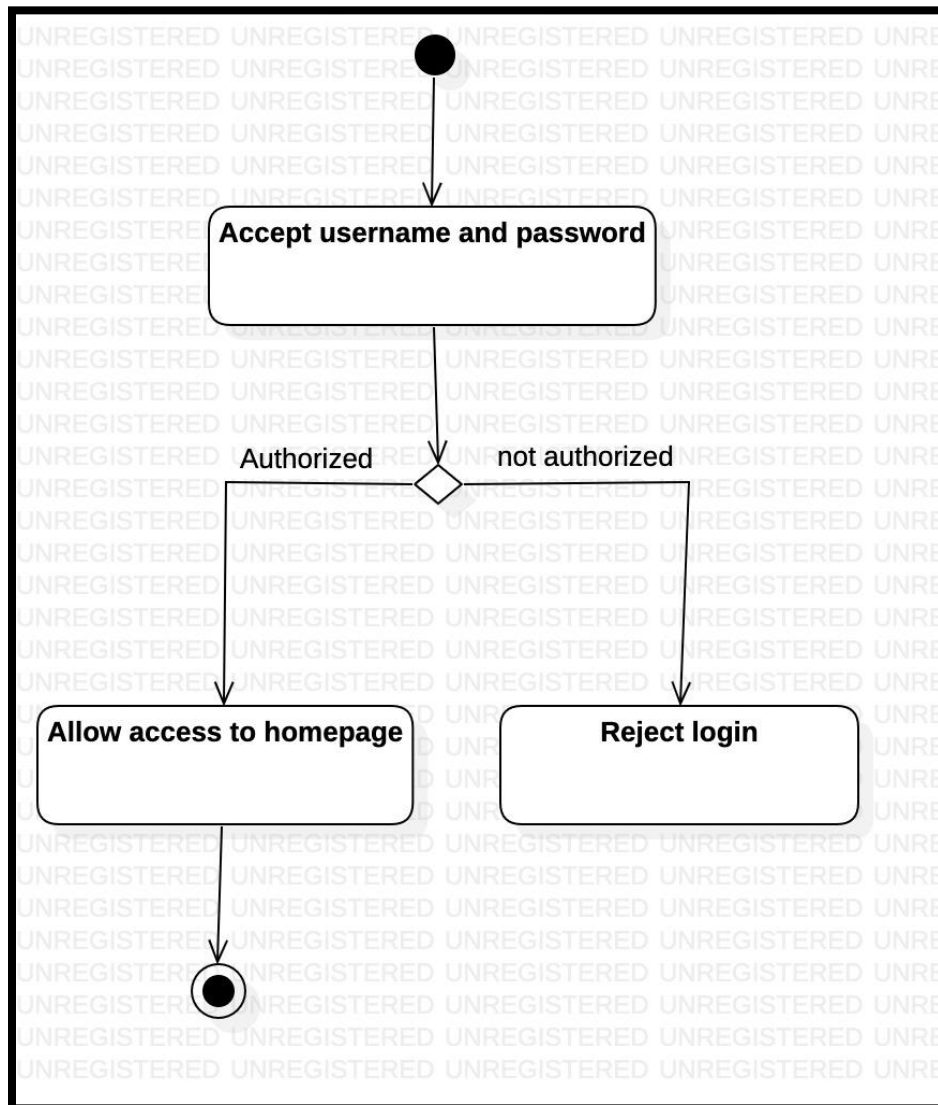 Accept username and password
Authorized
not authorized
Allow access to homepage
Reject login